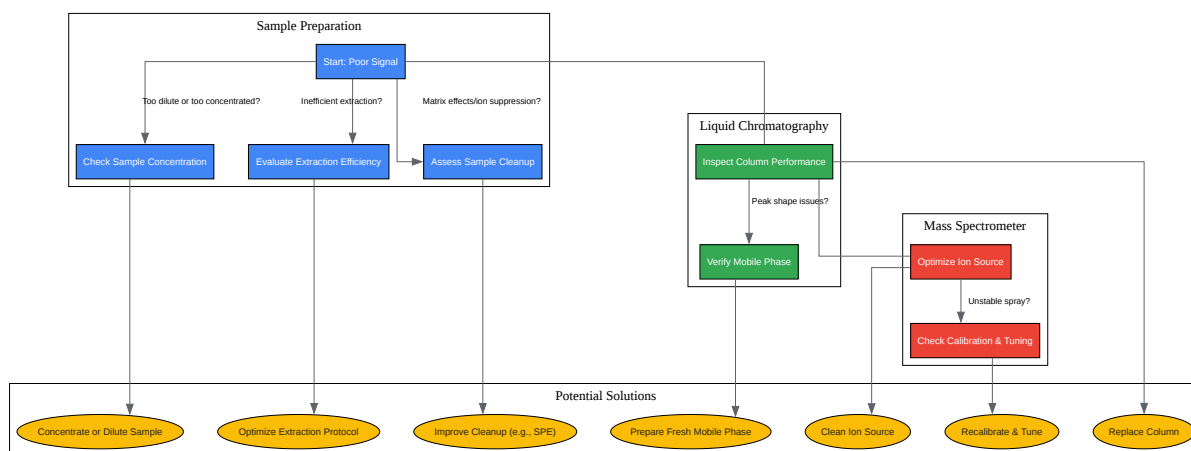 Sample Preparation
Start: Poor Signal
Too dilute or too concentrated?
Inefficient extraction?
Matrix effects/ion suppression?
Liquid Chromatography
Check Sample Concentration
Evaluate Extraction Efficiency
Assess Sample Cleanup
Inspect Column Performance
Peak shape issues?
Mass Spectrometer
Verify Mobile Phase
Optimize Ion Source
Unstable spray?
Check Calibration & Tuning
Potential Solutions
Concentrate or Dilute Sample
Optimize Extraction Protocol
Improve Cleanup (e.g., SPE)
Prepare Fresh Mobile Phase
Clean Ion Source
Recalibrate & Tune
Replace Column